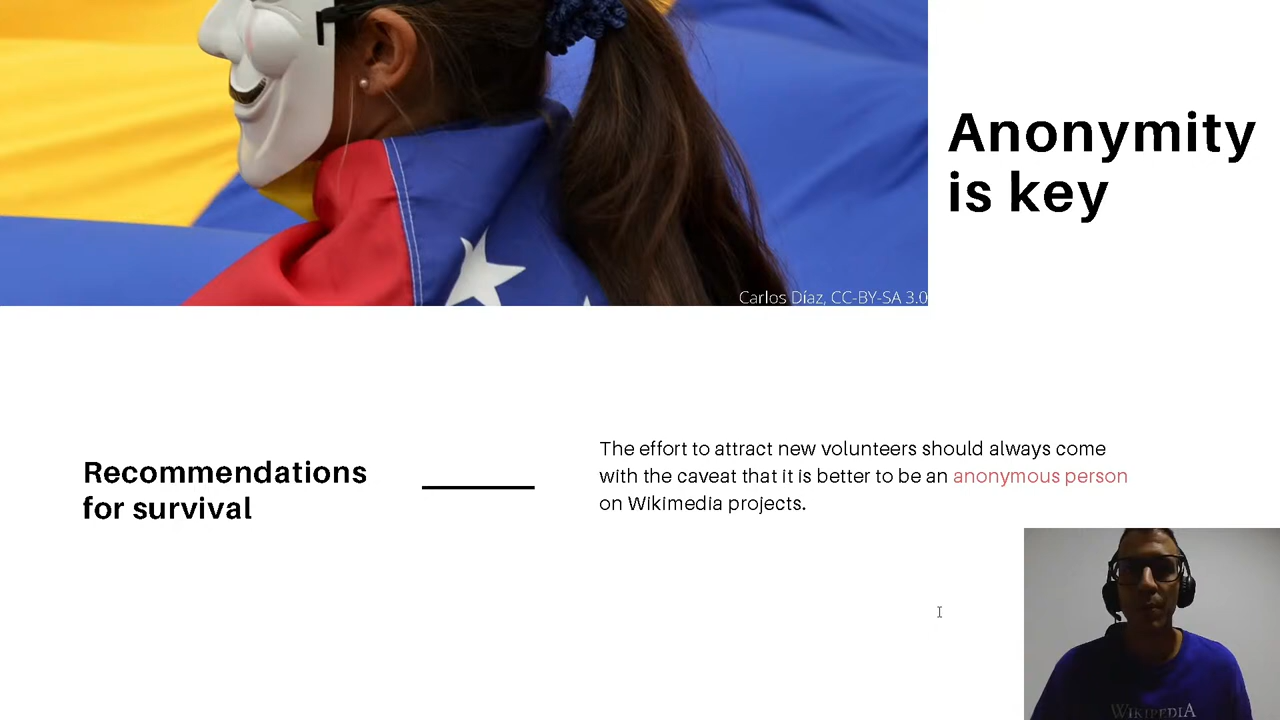 Anonymity
is key
Carlos Díaz, CC-BY-SA 3.0
Recommendations
for survival
The effort to attract new volunteers should always come
with the caveat that it is better to be an anonymous person
on Wikimedia projects.
WIKIPEDIA